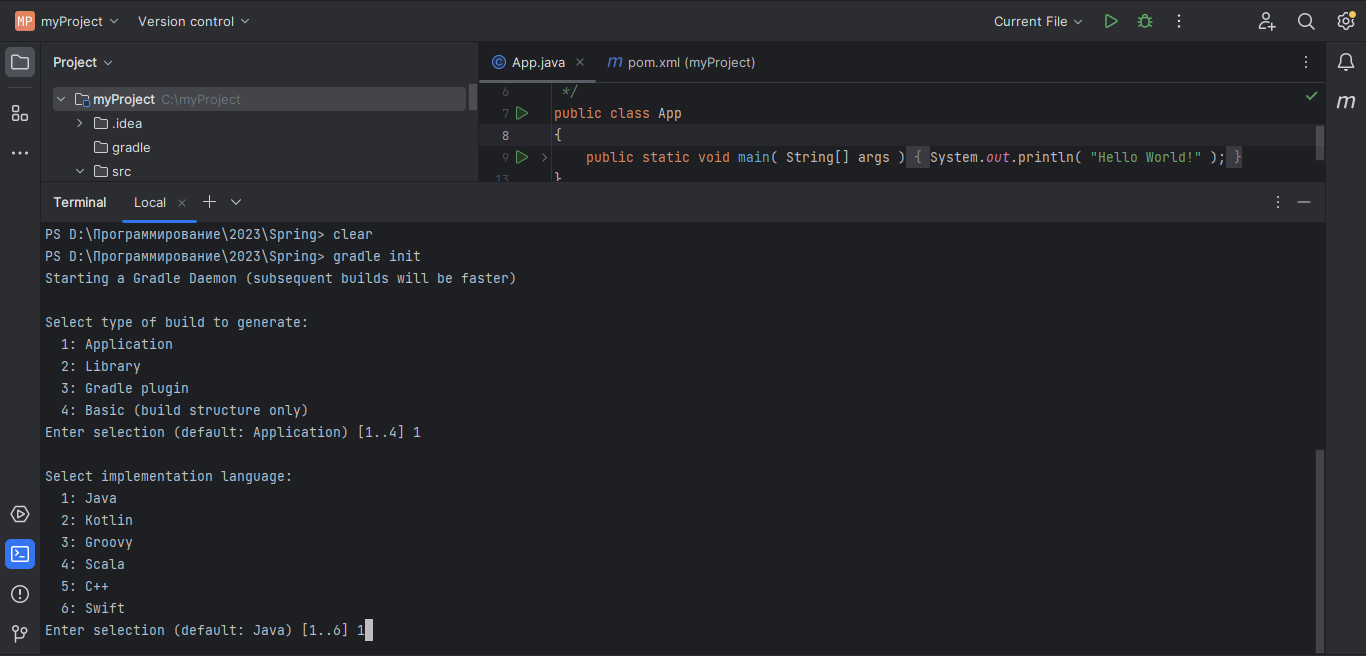 MP myProject Version control Current File
Project
App.java pom.xml (myProject)
myProject C:\myProject
.idea
gradle
src
6 */
7 public class App
8 {
9 public static void main( String[] args ) { System.out.println( "Hello World!" ); }
13 }
Terminal Local
PS D:\Программирование\2023\Spring> clear
PS D:\Программирование\2023\Spring> gradle init
Starting a Gradle Daemon (subsequent builds will be faster)
Select type of build to generate:
1: Application
2: Library
3: Gradle plugin
4: Basic (build structure only)
Enter selection (default: Application) [1..4] 1
Select implementation language:
1: Java
2: Kotlin
3: Groovy
4: Scala
5: C++
6: Swift
Enter selection (default: Java) [1..6] 1